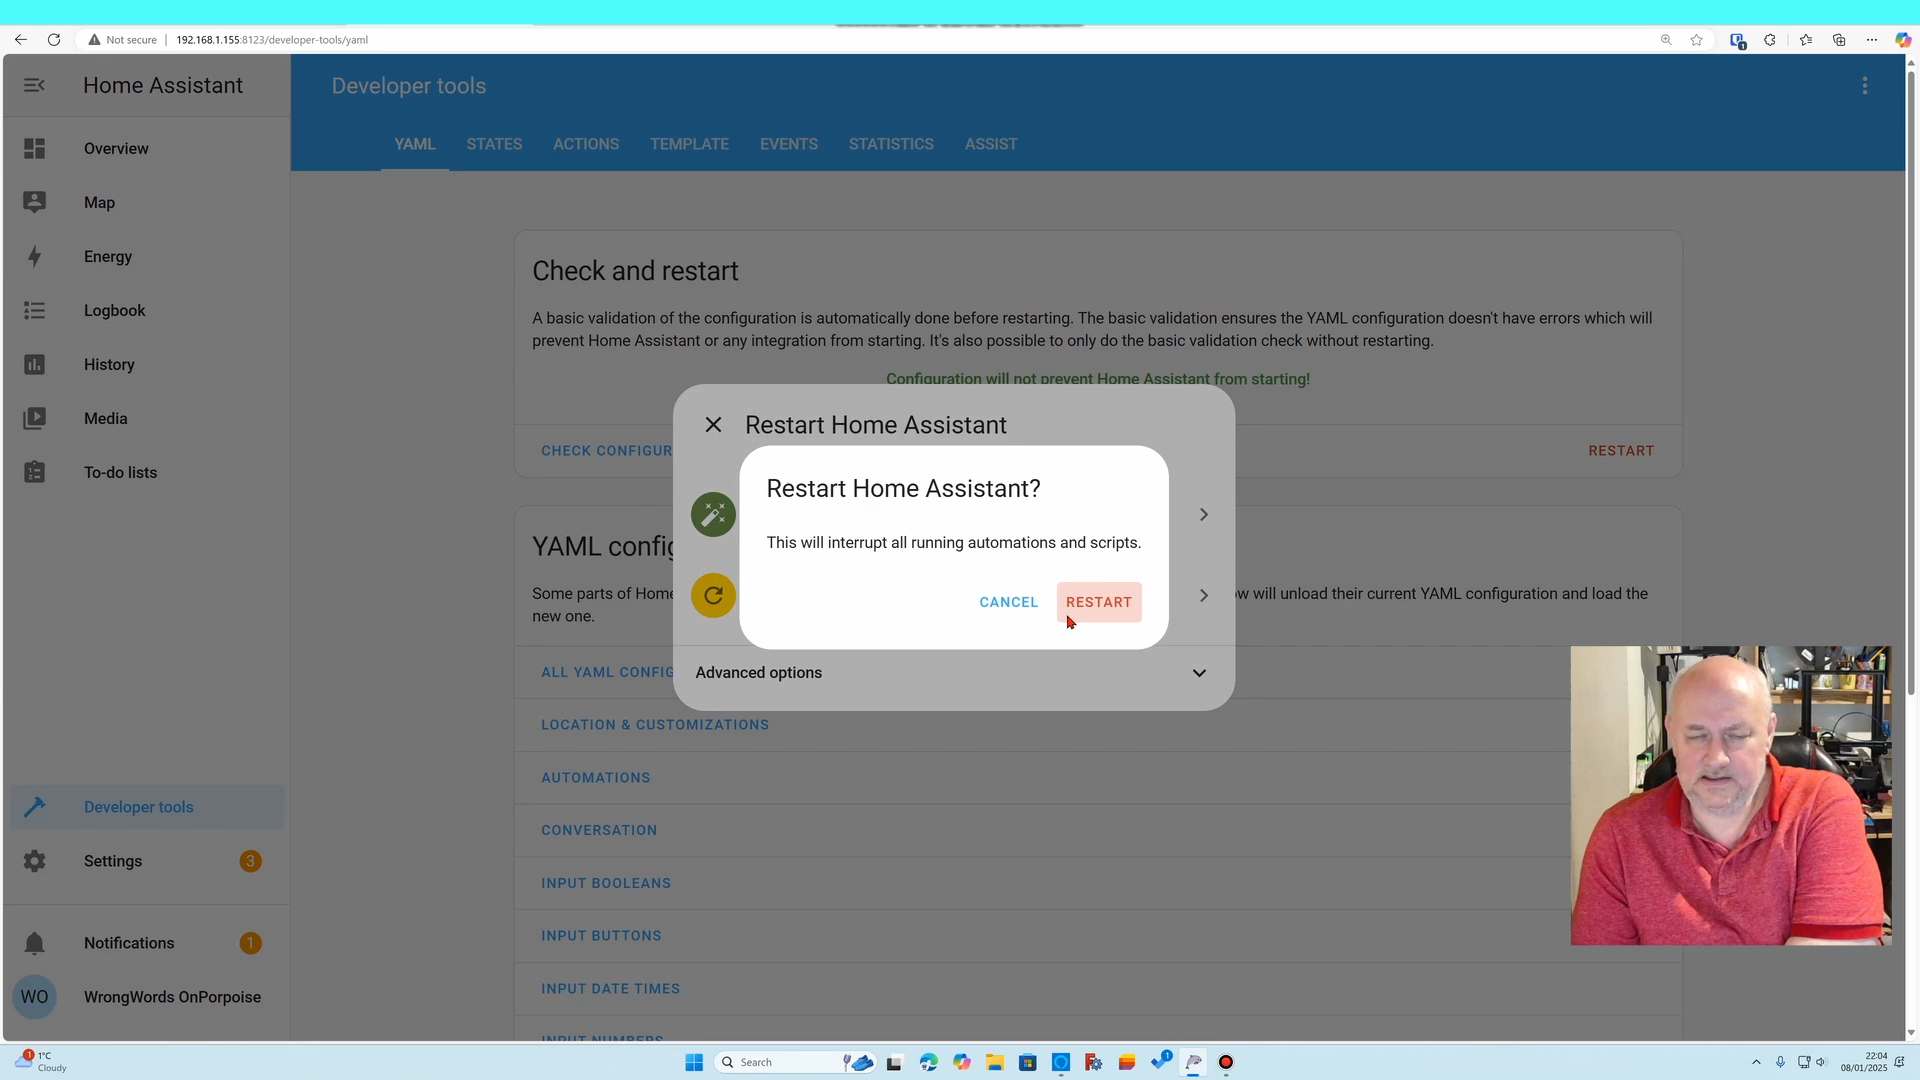 Not secure
192.168.1.155:8123/developer-tools/yaml
1
Home Assistant
Developer tools
YAML
STATES
ACTIONS
TEMPLATE
EVENTS
STATISTICS
ASSIST
Overview
Map
Energy
Logbook
History
Media
To-do lists
Developer tools
Settings
3
Notifications
1
WO
WrongWords OnPorpoise
Check and restart
A basic validation of the configuration is automatically done before restarting. The basic validation ensures the YAML configuration doesn't have errors which will
prevent Home Assistant or any integration from starting. It's also possible to only do the basic validation check without restarting.
Configuration will not prevent Home Assistant from starting!
CHECK CONFIGUR
RESTART
Restart Home Assistant
Restart Home Assistant?
This will interrupt all running automations and scripts.
CANCEL
RESTART
Advanced options
YAML config
Some parts of Home
w will unload their current YAML configuration and load the
new one.
ALL YAML CONFIG
LOCATION & CUSTOMIZATIONS
AUTOMATIONS
CONVERSATION
INPUT BOOLEANS
INPUT BUTTONS
INPUT DATE TIMES
INPUT NUMBERS
1
1°C
Cloudy
Search
1
22:04
08/01/2025